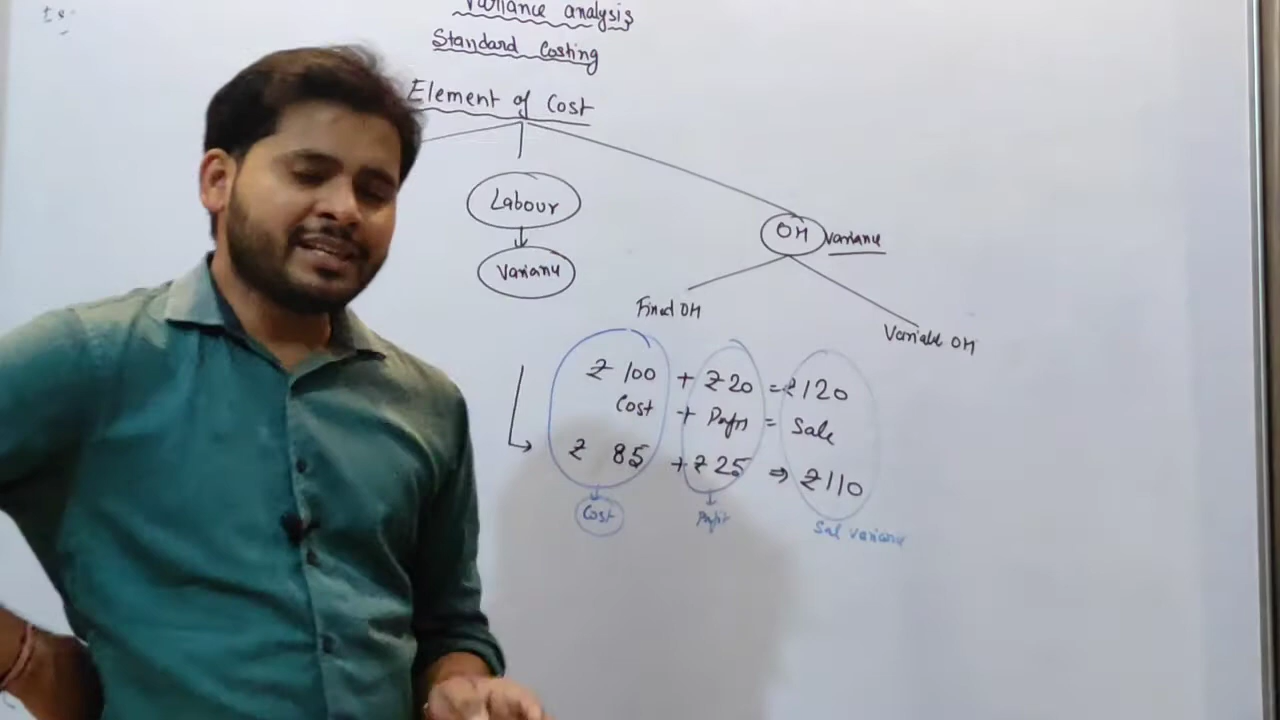 Variance analysis
Standard Costing
Element of Cost
Labour
OH Variance
Variance
Fixed OH
Variable OH
₹ 100 + ₹20 = ₹120
Cost + Profit = Sale
₹ 85 + ₹25 ⇒ ₹110
Cost
Profit
Sal variance